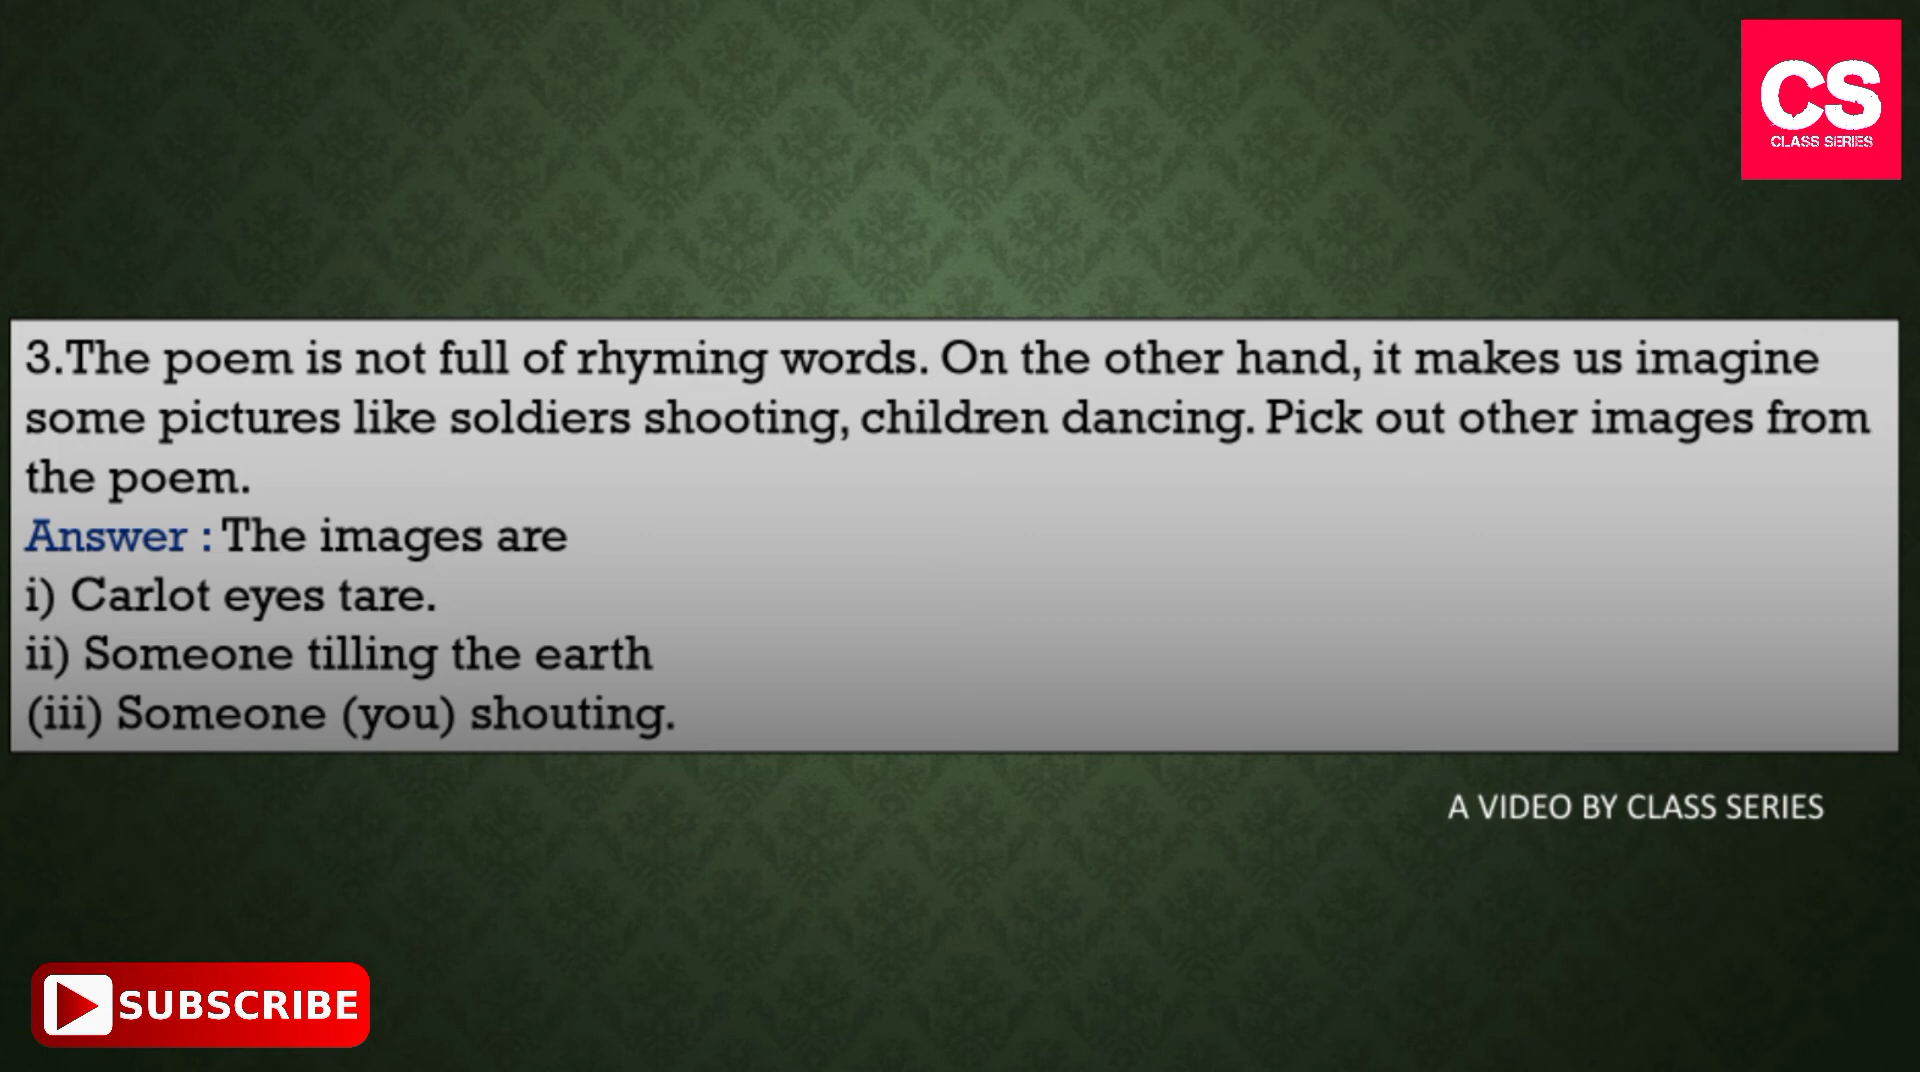 CS
CLASS SERIES
3.The poem is not full of rhyming words. On the other hand, it makes us imagine
some pictures like soldiers shooting, children dancing. Pick out other images from
the poem.
Answer : The images are
i) Carlot eyes tare.
ii) Someone tilling the earth
(iii) Someone (you) shouting.
A VIDEO BY CLASS SERIES
SUBSCRIBE